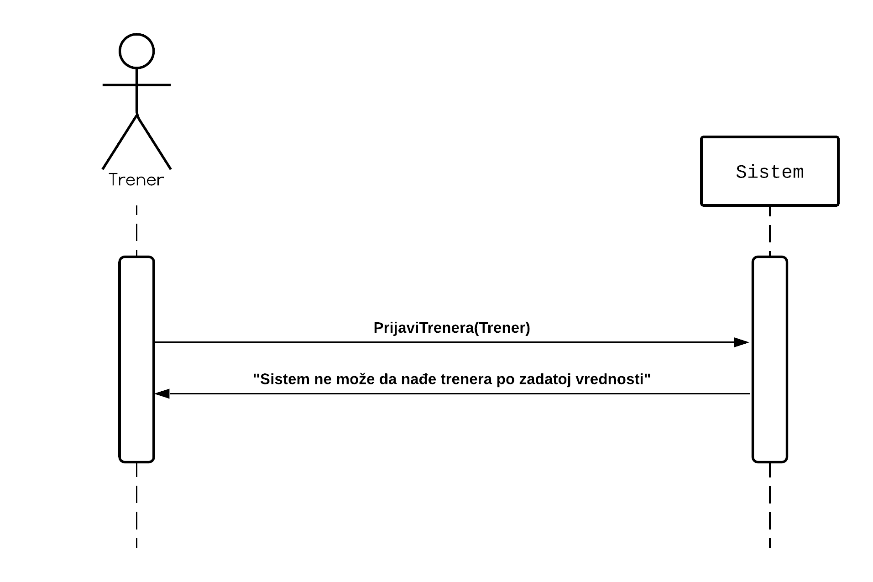 Trener
Sistem
PrijaviTrenera(Trener)
"Sistem ne može da nađe trenera po zadatoj vrednosti"